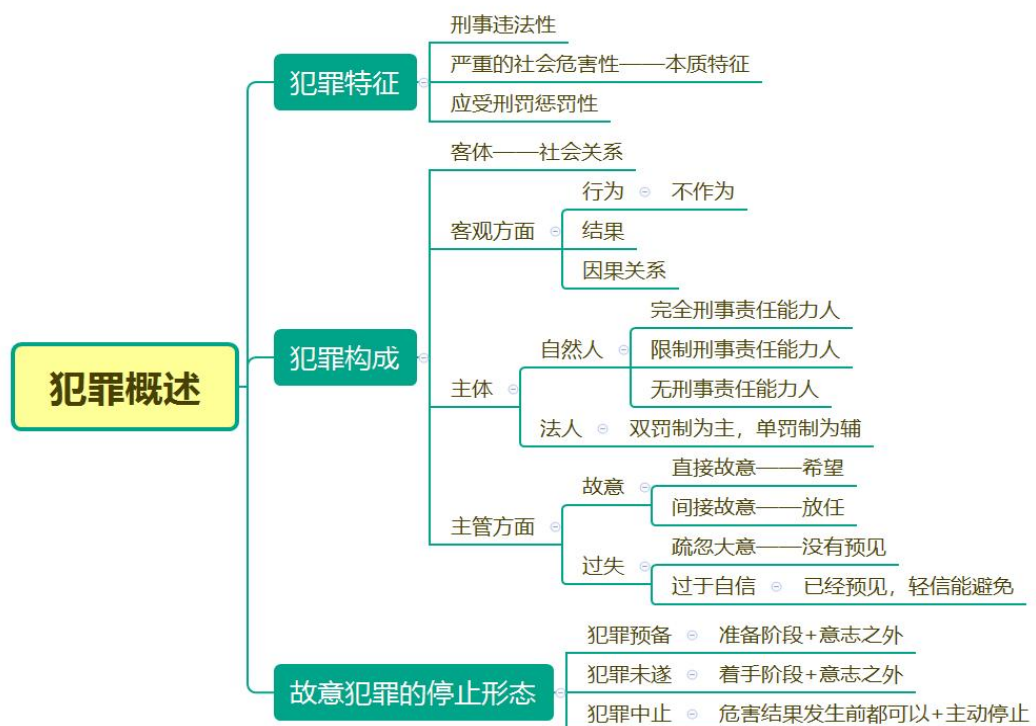 犯罪概述
犯罪特征
刑事违法性
严重的社会危害性——本质特征
应受刑罚惩罚性
犯罪构成
客体——社会关系
客观方面
行为
不作为
结果
因果关系
主体
自然人
完全刑事责任能力人
限制刑事责任能力人
无刑事责任能力人
法人
双罚制为主，单罚制为辅
主管方面
故意
直接故意——希望
间接故意——放任
过失
疏忽大意——没有预见
过于自信
已经预见，轻信能避免
故意犯罪的停止形态
犯罪预备
准备阶段+意志之外
犯罪未遂
着手阶段+意志之外
犯罪中止
危害结果发生前都可以+主动停止